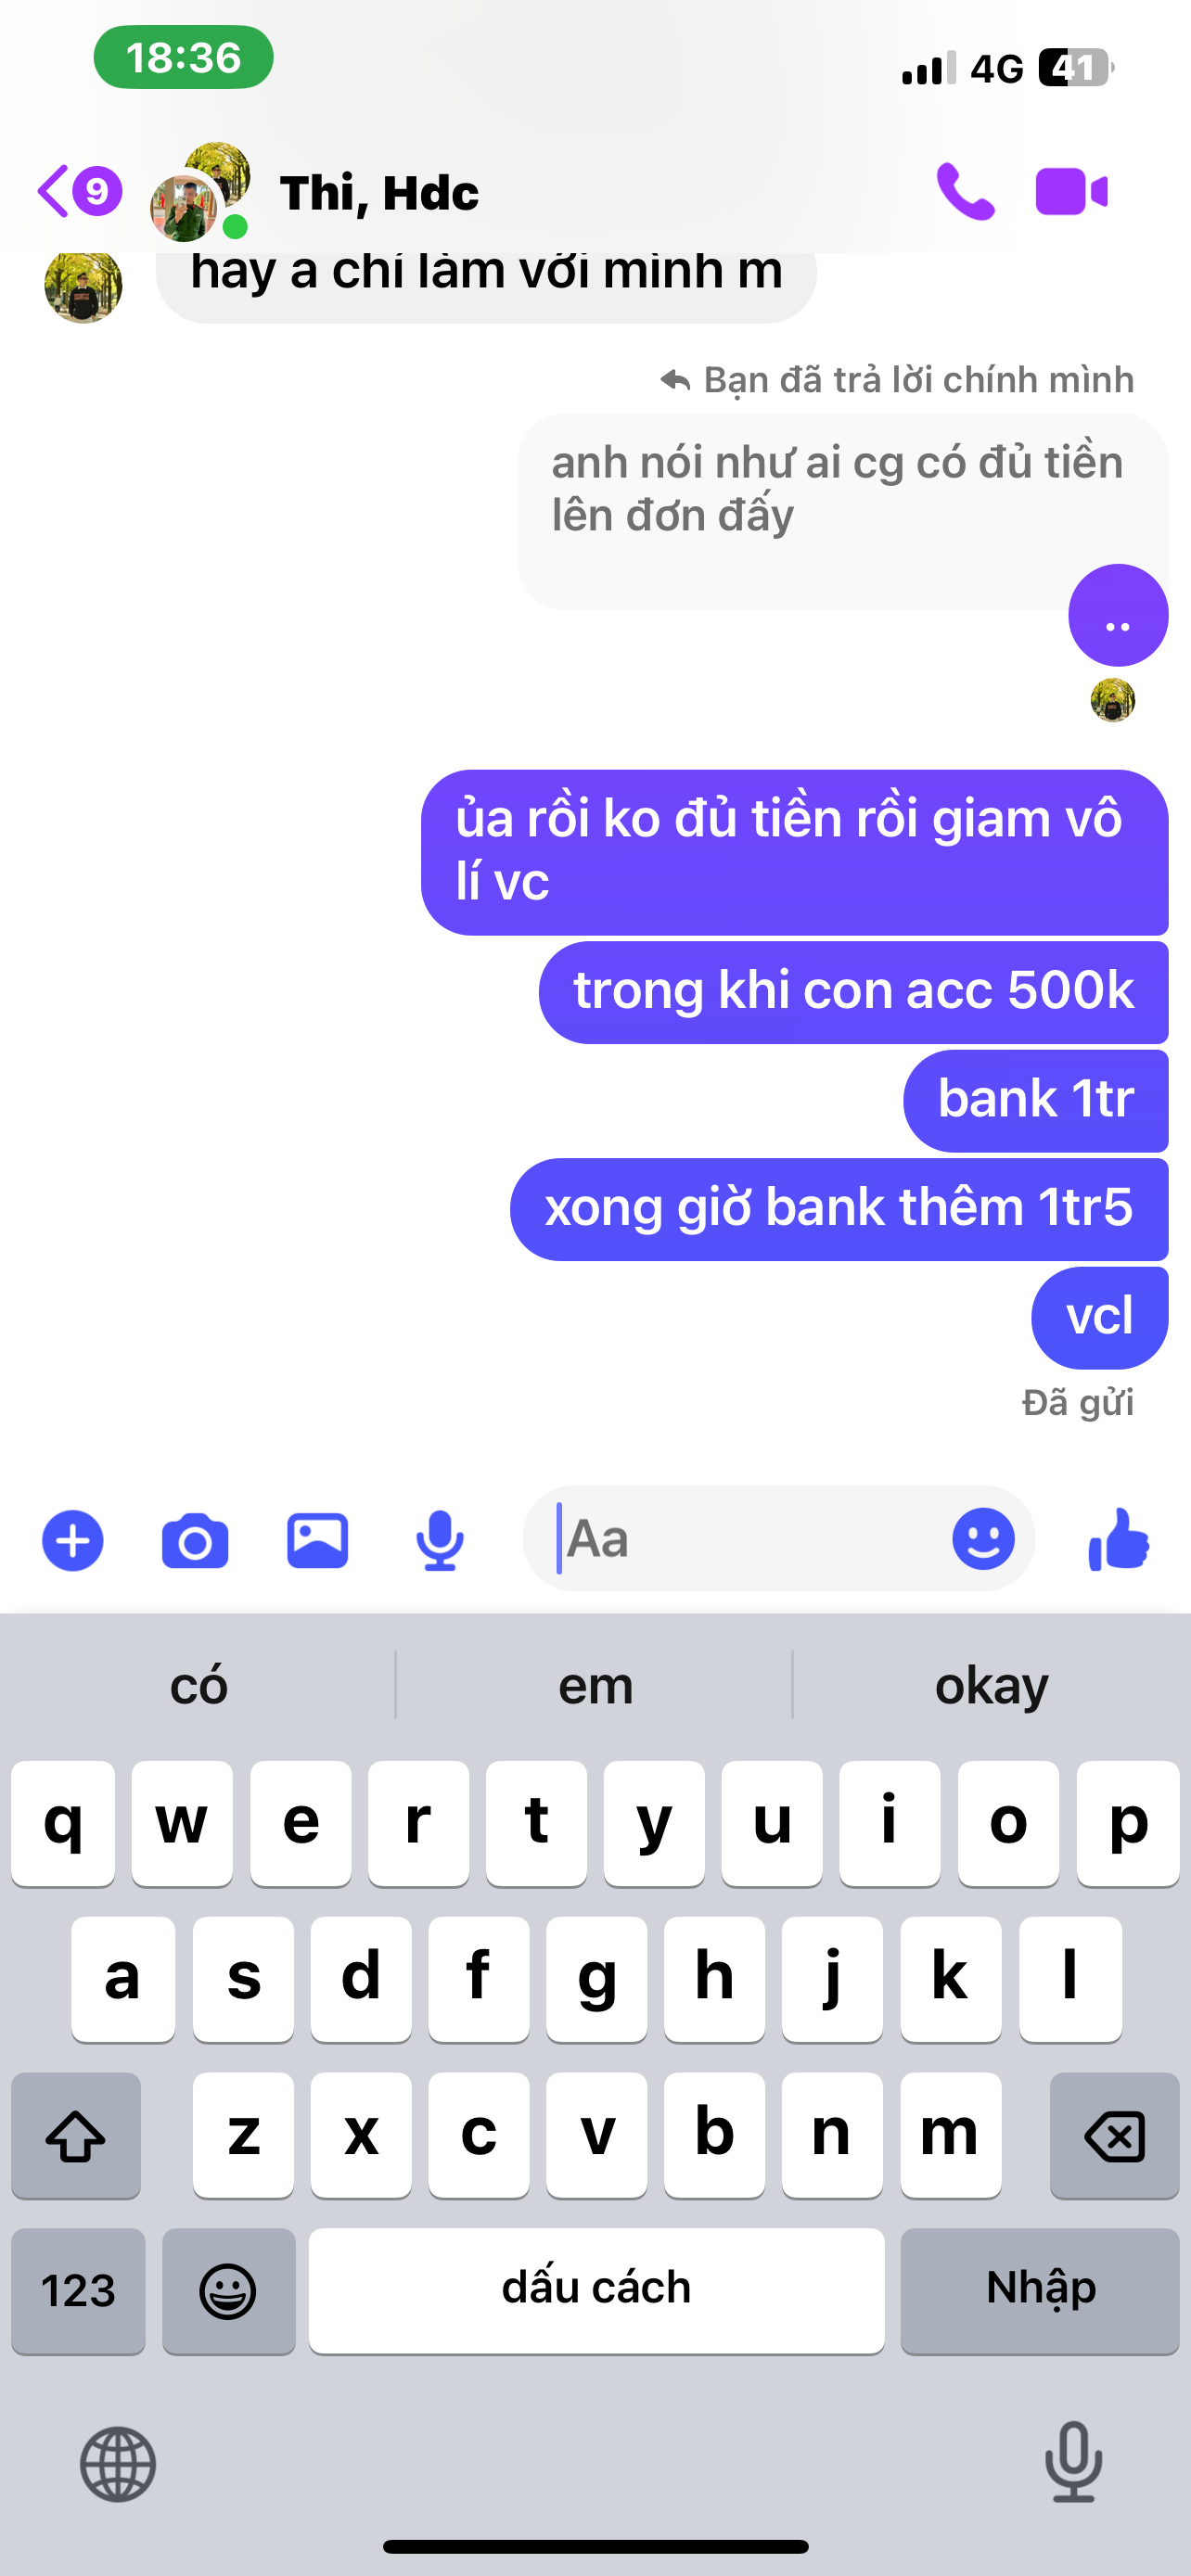 18:36
4G 41
9
Thi, Hdc
hay a chỉ làm với mình m
Bạn đã trả lời chính mình
anh nói như ai cg có đủ tiền
lên đơn đấy
..
ủa rồi ko đủ tiền rồi giam vô
lí vc
trong khi con acc 500k
bank 1tr
xong giờ bank thêm 1tr5
vcl
Đã gửi
Aa
có em okay
q w e r t y u i o p
a s d f g h j k l
z x c v b n m
123 dấu cách Nhập